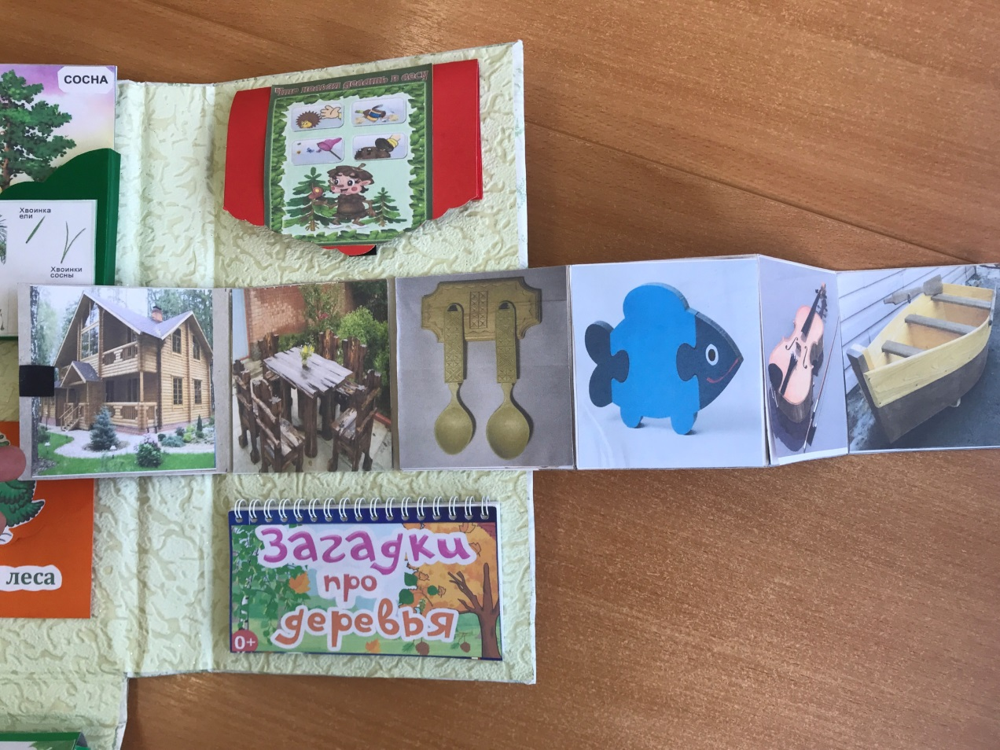 СОСНА
Что нельзя делать в лесу
Хвоинка
ели
Хвоинки
сосны
леса
Загадки
про
деревья
0+